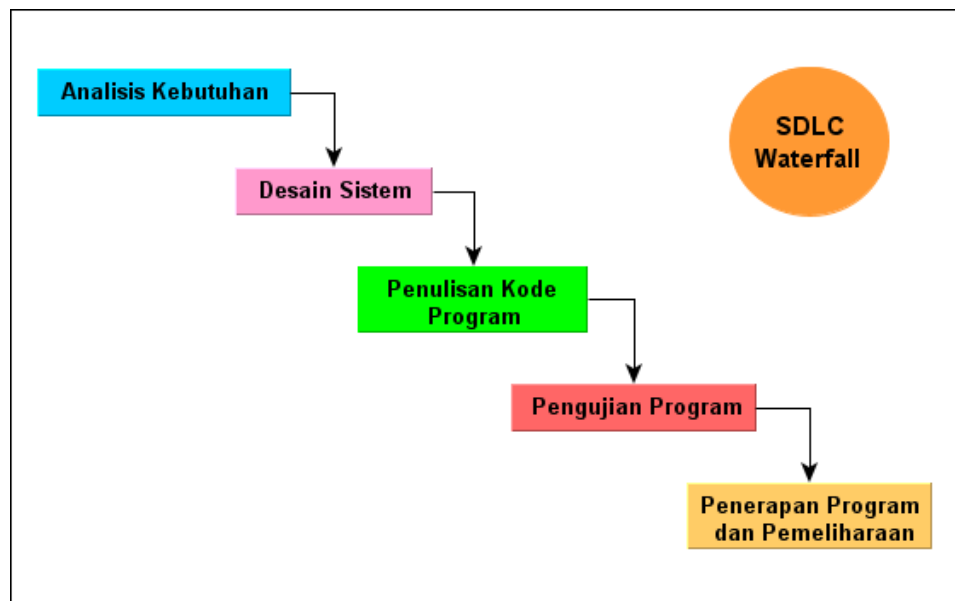 Analisis Kebutuhan
SDLC
Waterfall
Desain Sistem
Penulisan Kode
Program
Pengujian Program
Penerapan Program
dan Pemeliharaan